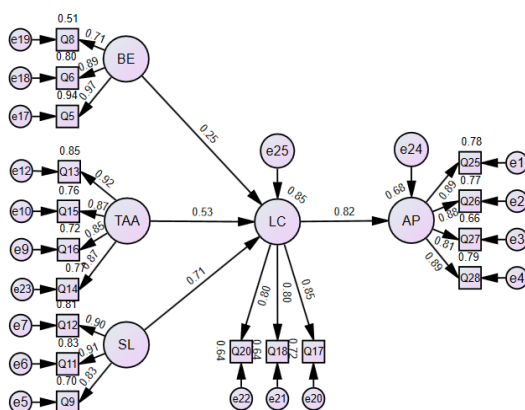 0.51
e19 Q8 0.71
0.80
e18 Q6 0.89 BE
0.94
e17 Q5 0.97
0.25
0.85
e12 Q13 0.92
0.76
e10 Q15 0.87
0.72
e9 Q16 0.85 TAA
0.77
e23 Q14 0.87
0.53
0.81
e7 Q12 0.90
0.83
e6 Q11 0.91 SL
0.70
e5 Q9 0.83
0.71
e25
0.85
LC
0.82
e24
0.68
AP
0.78
0.89 Q25 e1
0.77
0.88 Q26 e2
0.66
0.81 Q27 e3
0.79
0.89 Q28 e4
0.80 0.80 0.85
0.64 Q20 0.64 Q18 0.72 Q17
e22 e21 e20